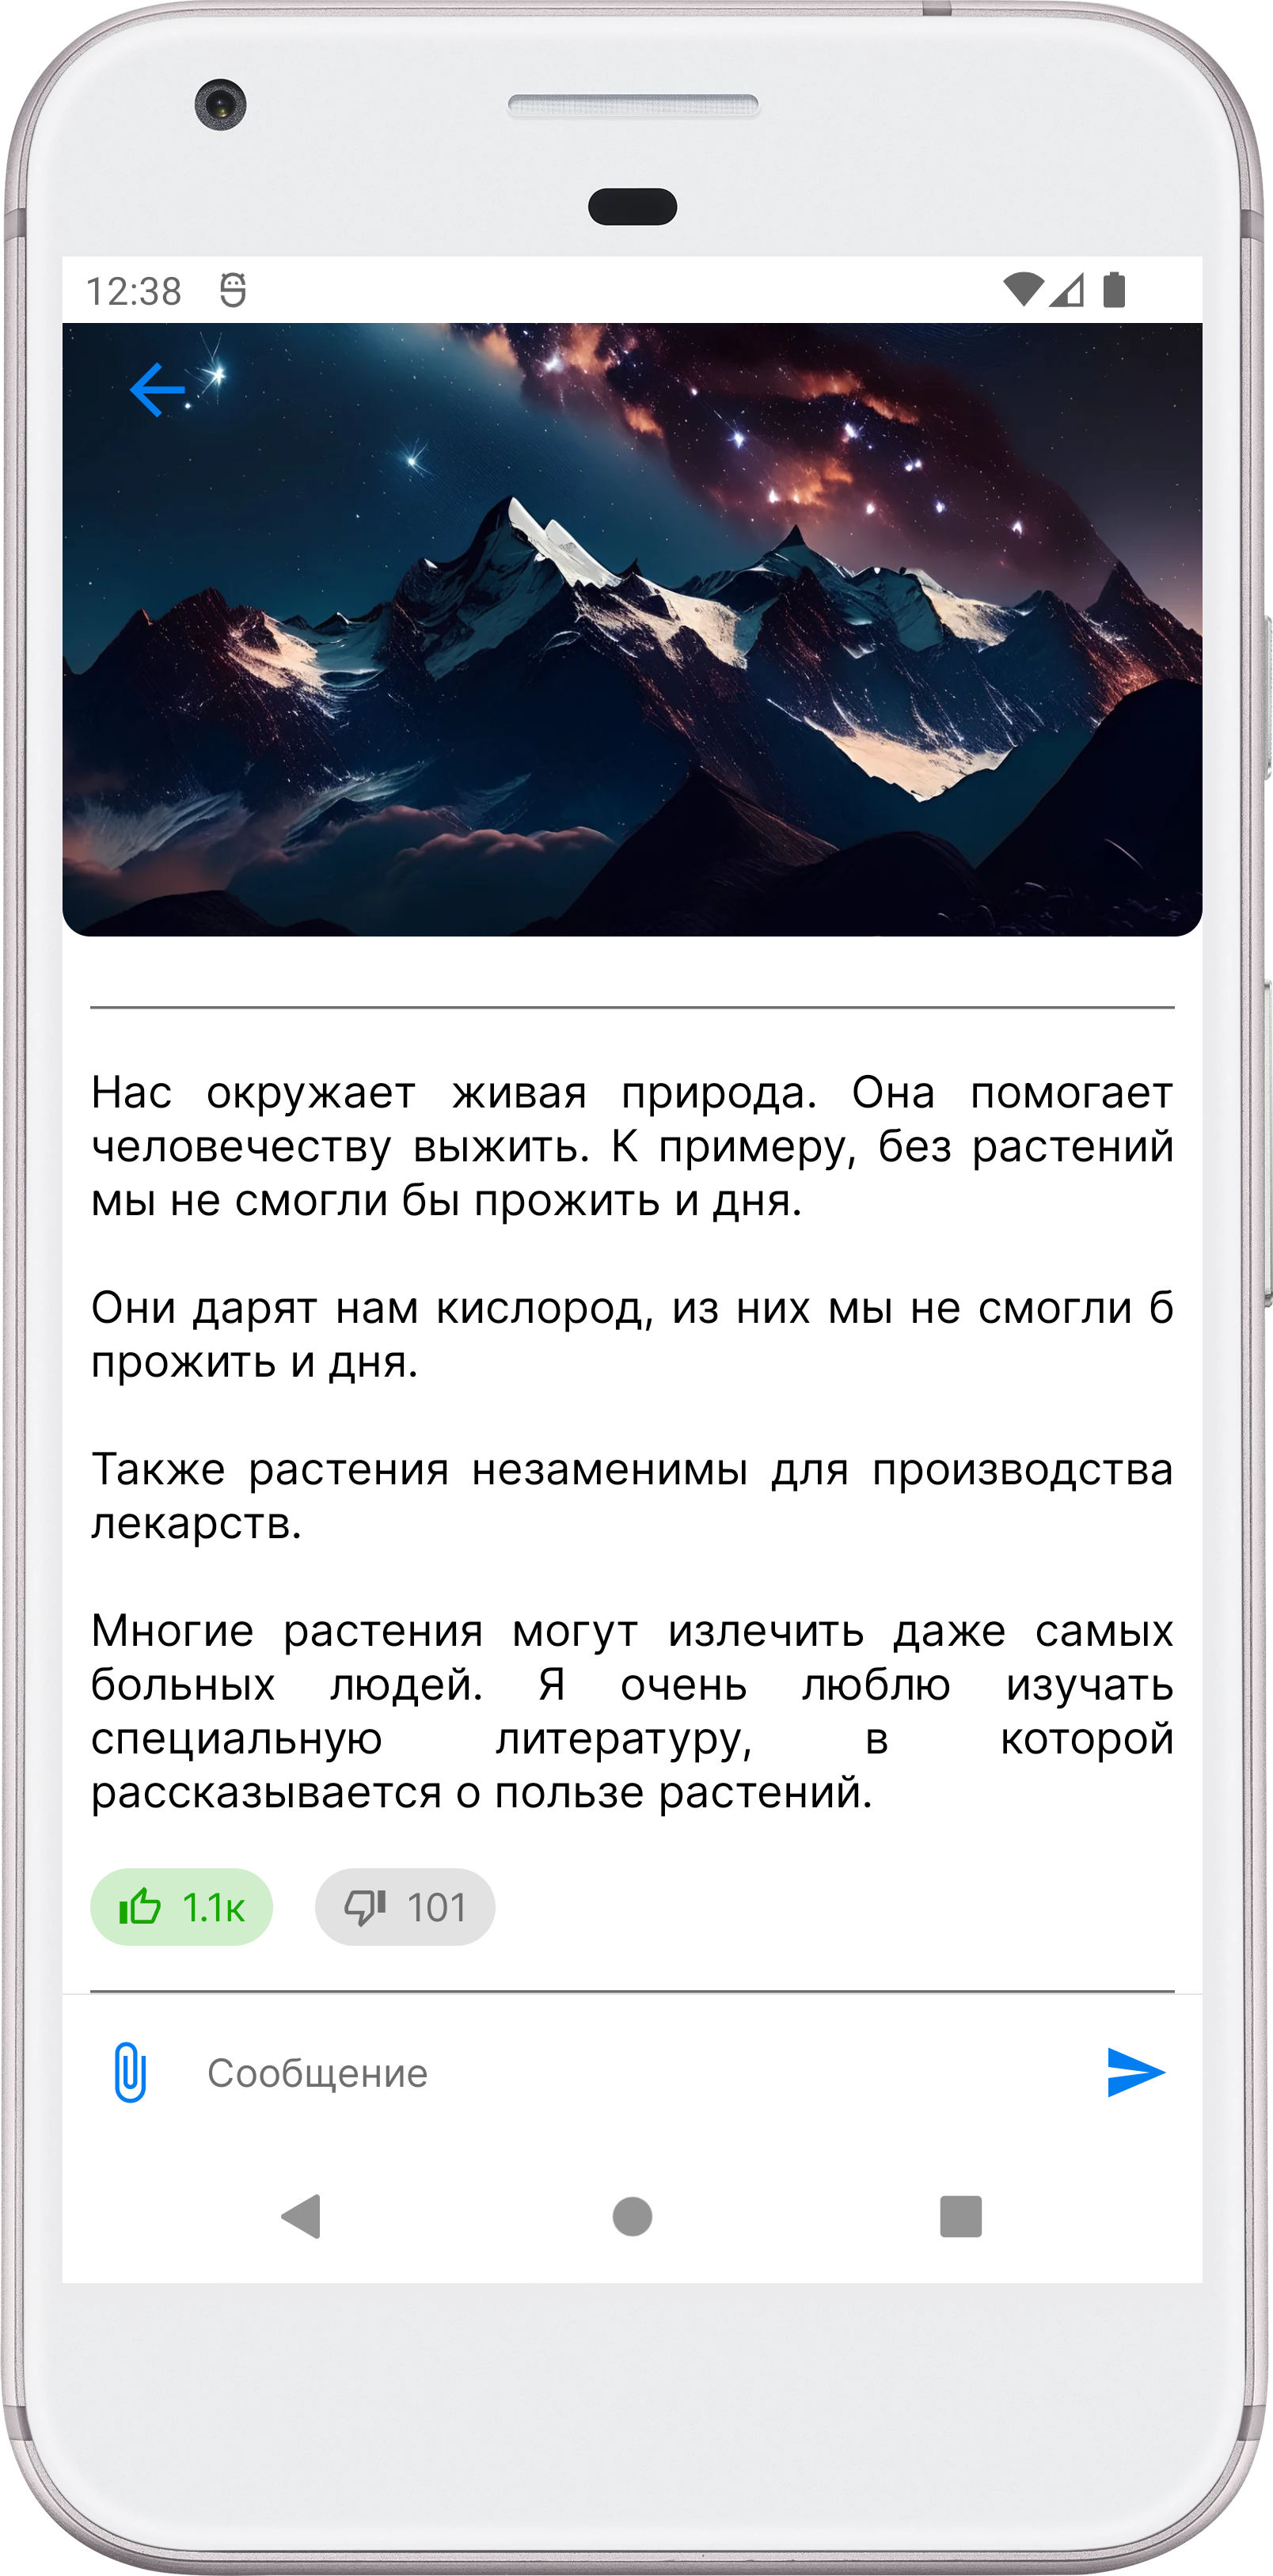 12:38
Нас окружает живая природа. Она помогает
человечеству выжить. К примеру, без растений
мы не смогли бы прожить и дня.
Они дарят нам кислород, из них мы не смогли б
прожить и дня.
Также растения незаменимы для производства
лекарств.
Многие растения могут излечить даже самых
больных людей. Я очень люблю изучать
специальную литературу, в которой
рассказывается о пользе растений.
1.1к 101
Сообщение